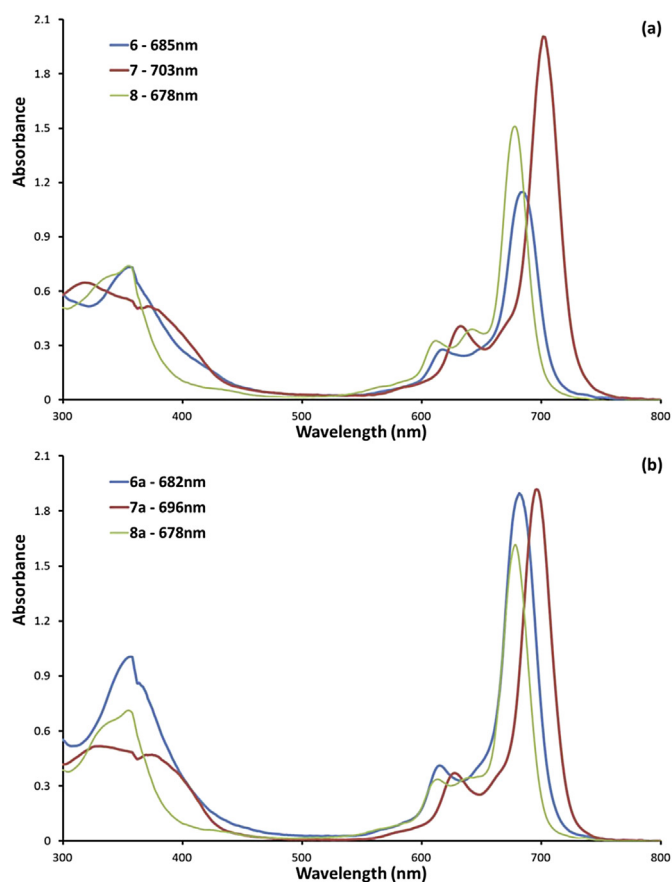 (a)
6 - 685nm
7 - 703nm
8 - 678nm
Absorbance
2.1
1.8
1.5
1.2
0.9
0.6
0.3
0
300 400 500 600 700 800
Wavelength (nm)
(b)
6a - 682nm
7a - 696nm
8a - 678nm
Absorbance
2.1
1.8
1.5
1.2
0.9
0.6
0.3
0
300 400 500 600 700 800
Wavelength (nm)